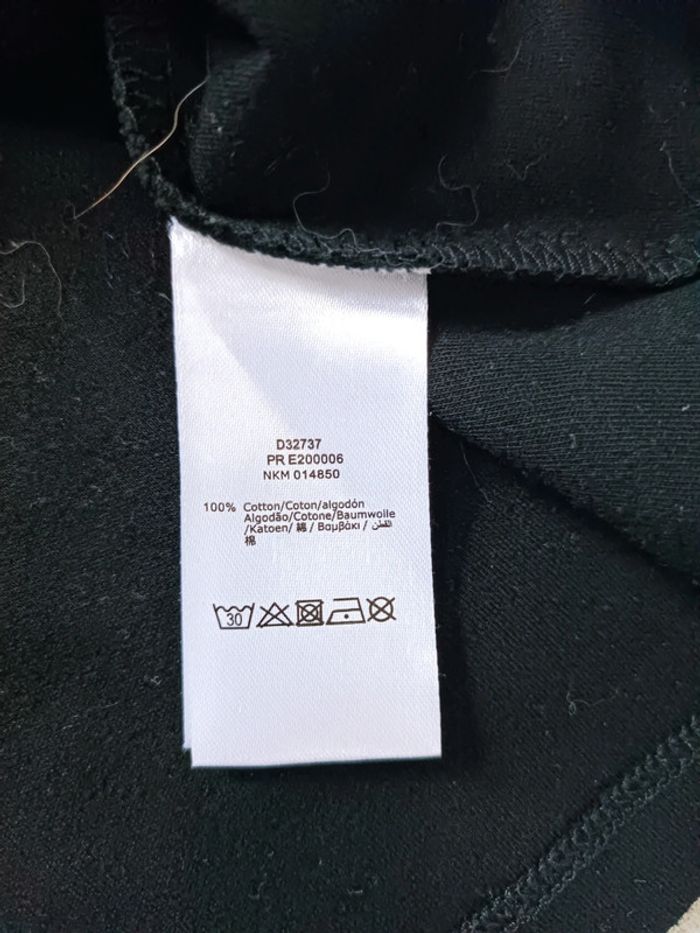 D32737
PR E200006
NKM 014850
100% Cotton/Coton/algodón
Algodão/Cotone/Baumwolle
/Katoen/ 綿 / Βαμβάκι / القطن
棉
30